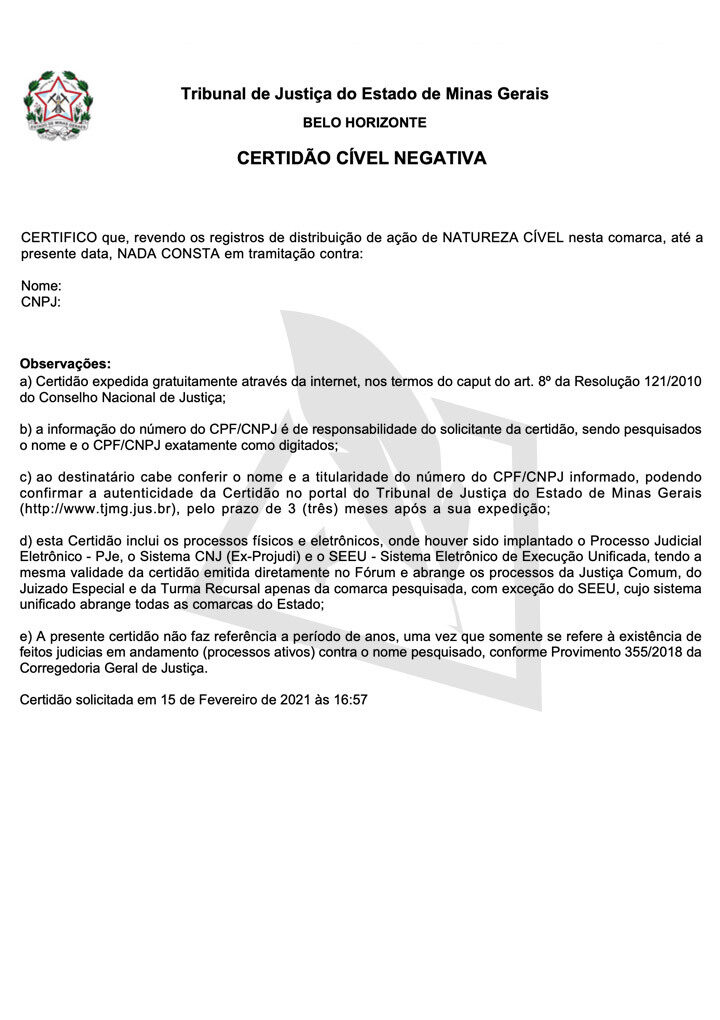 Tribunal de Justiça do Estado de Minas Gerais
BELO HORIZONTE
CERTIDÃO CÍVEL NEGATIVA
CERTIFICO que, revendo os registros de distribuição de ação de NATUREZA CÍVEL nesta comarca, até a
presente data, NADA CONSTA em tramitação contra:
Nome:
CNPJ:
Observações:
a) Certidão expedida gratuitamente através da internet, nos termos do caput do art. 8º da Resolução 121/2010
do Conselho Nacional de Justiça;
b) a informação do número do CPF/CNPJ é de responsabilidade do solicitante da certidão, sendo pesquisados
o nome e o CPF/CNPJ exatamente como digitados;
c) ao destinatário cabe conferir o nome e a titularidade do número do CPF/CNPJ informado, podendo
confirmar a autenticidade da Certidão no portal do Tribunal de Justiça do Estado de Minas Gerais
(http://www.tjmg.jus.br), pelo prazo de 3 (três) meses após a sua expedição;
d) esta Certidão inclui os processos físicos e eletrônicos, onde houver sido implantado o Processo Judicial
Eletrônico - PJe, o Sistema CNJ (Ex-Projudi) e o SEEU - Sistema Eletrônico de Execução Unificada, tendo a
mesma validade da certidão emitida diretamente no Fórum e abrange os processos da Justiça Comum, do
Juizado Especial e da Turma Recursal apenas da comarca pesquisada, com exceção do SEEU, cujo sistema
unificado abrange todas as comarcas do Estado;
e) A presente certidão não faz referência a período de anos, uma vez que somente se refere à existência de
feitos judicias em andamento (processos ativos) contra o nome pesquisado, conforme Provimento 355/2018 da
Corregedoria Geral de Justiça.
Certidão solicitada em 15 de Fevereiro de 2021 às 16:57